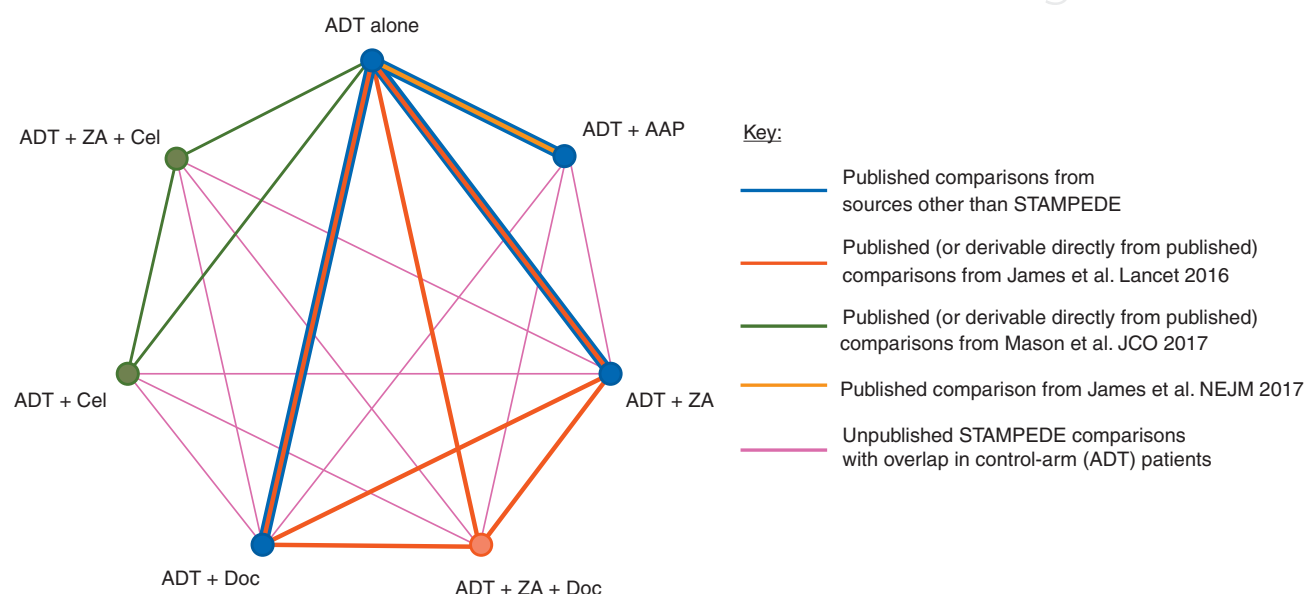 ADT alone
ADT + ZA + Cel
ADT + AAP
ADT + Cel
ADT + ZA
ADT + Doc
ADT + ZA + Doc
Key:
Published comparisons from
sources other than STAMPEDE
Published (or derivable directly from published)
comparisons from James et al. Lancet 2016
Published (or derivable directly from published)
comparisons from Mason et al. JCO 2017
Published comparison from James et al. NEJM 2017
Unpublished STAMPEDE comparisons
with overlap in control-arm (ADT) patients